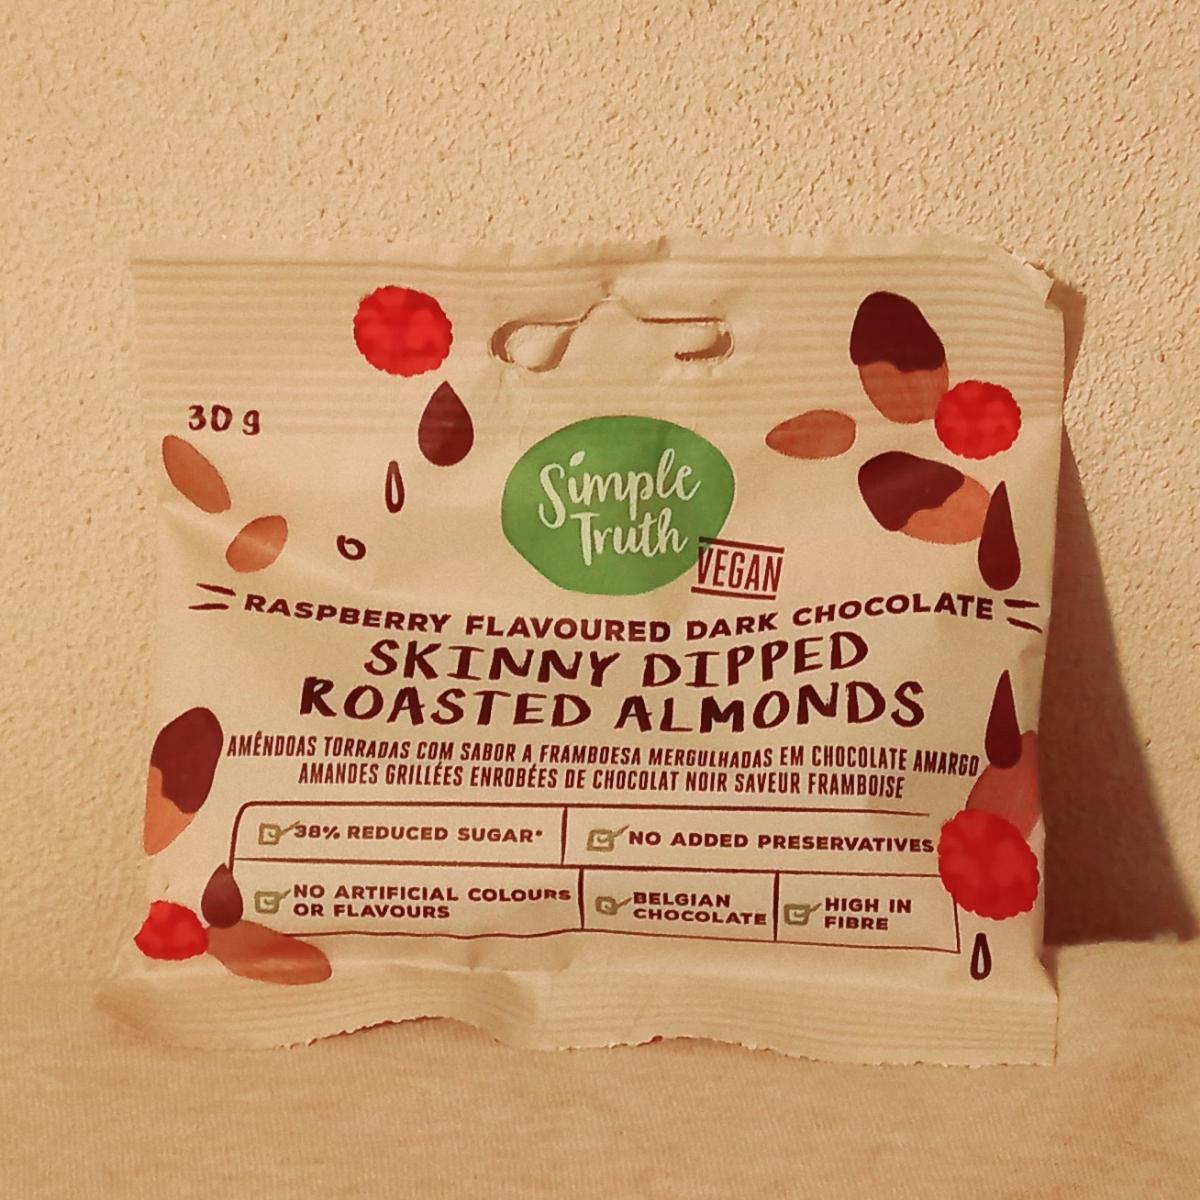 30 g
Simple
Truth
VEGAN
RASPBERRY FLAVOURED DARK CHOCOLATE
SKINNY DIPPED
ROASTED ALMONDS
AMÊNDOAS TORRADAS COM SABOR A FRAMBOESA MERGULHADAS EM CHOCOLATE AMARGO
AMANDES GRILLÉES ENROBÉES DE CHOCOLAT NOIR SAVEUR FRAMBOISE
38% REDUCED SUGAR*
NO ADDED PRESERVATIVES
NO ARTIFICIAL COLOURS
OR FLAVOURS
BELGIAN
CHOCOLATE
HIGH IN
FIBRE